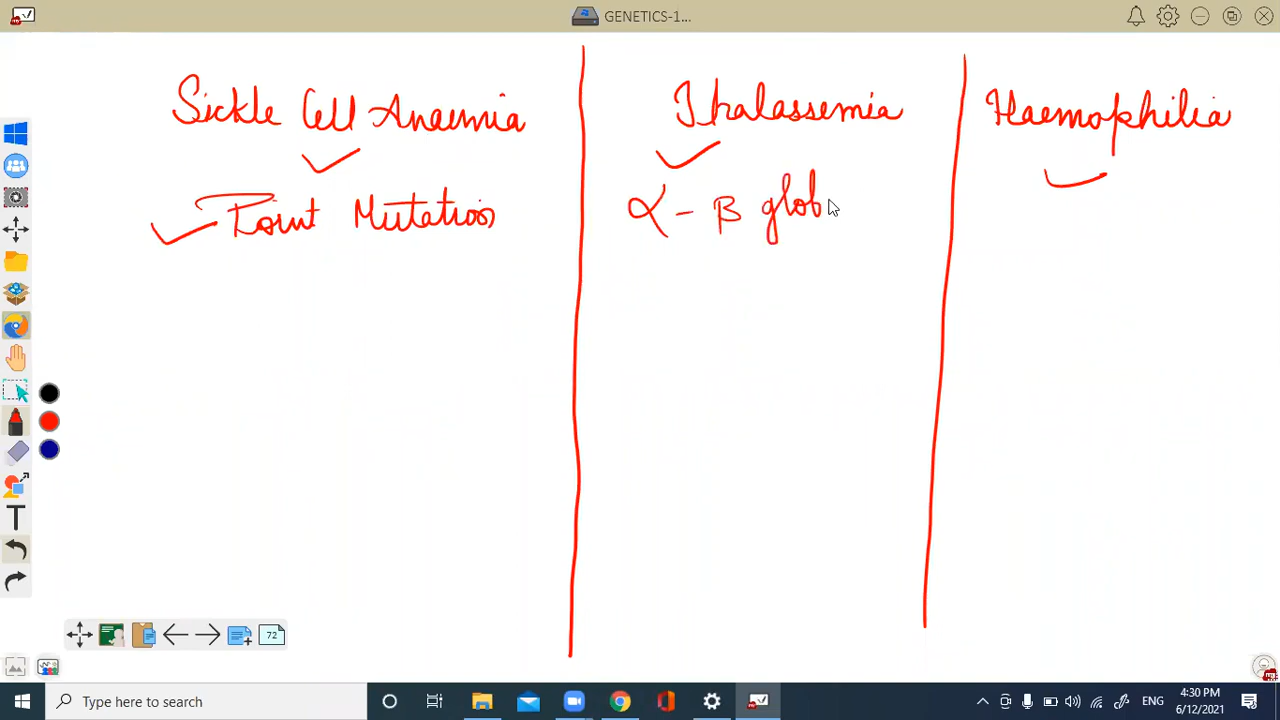 GENETICS-1...
Sickle Cell Anaemia
Thalassemia
Haemophilia
Point Mutation
α - β glob
72
Type here to search
ENG
4:30 PM
6/12/2021